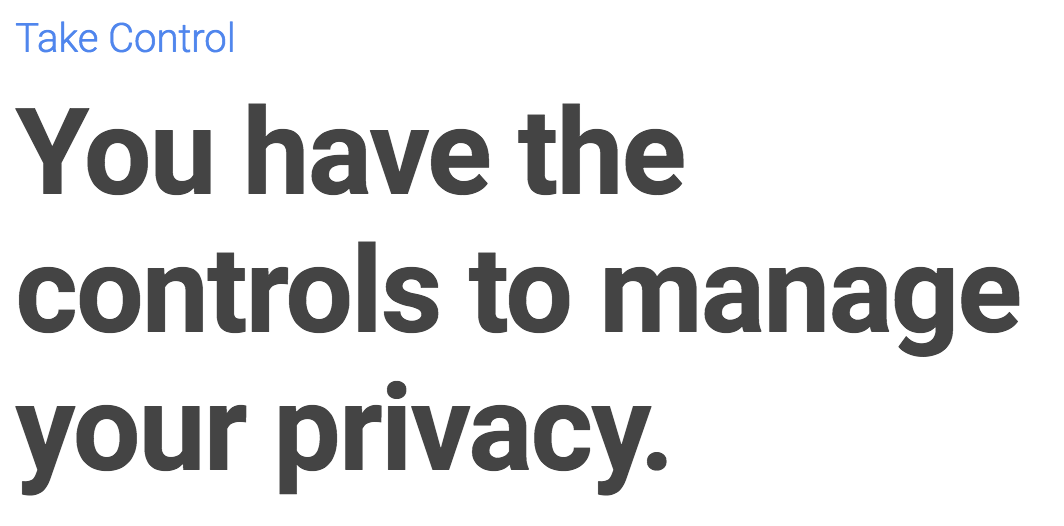 Take Control
You have the
controls to manage
your privacy.